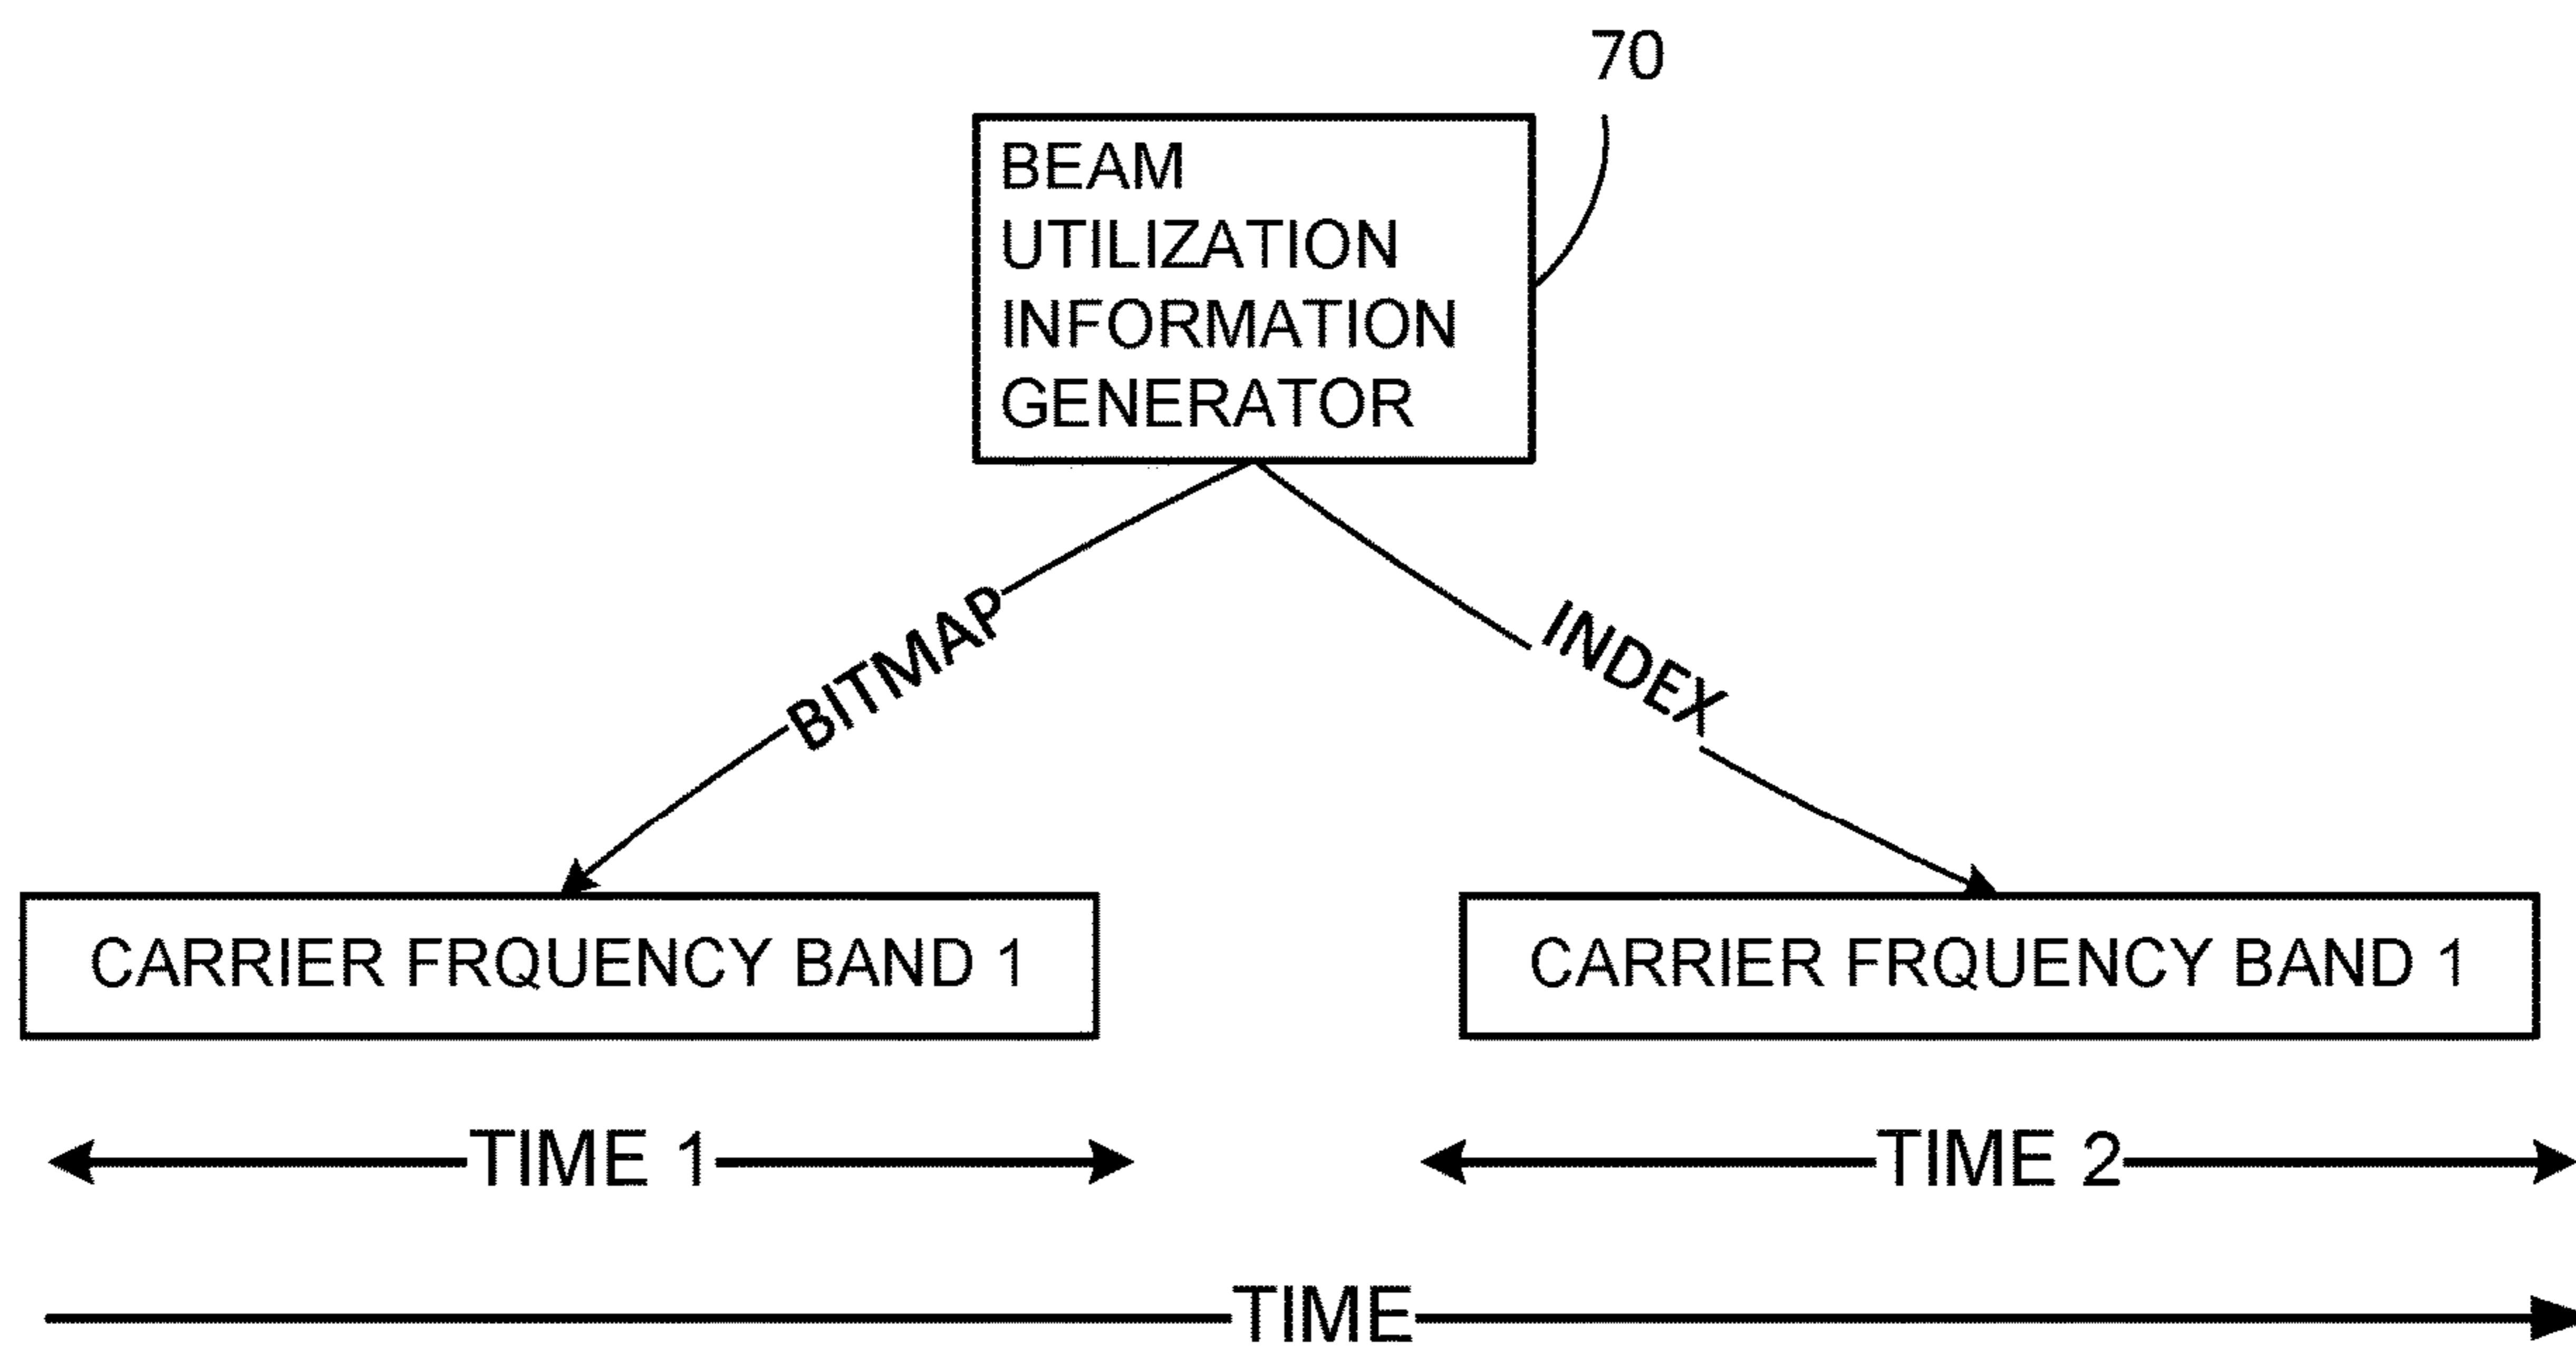 70
BEAM
UTILIZATION
INFORMATION
GENERATOR
BITMAP
INDEX
CARRIER FRQUENCY BAND 1
CARRIER FRQUENCY BAND 1
TIME 1
TIME 2
TIME